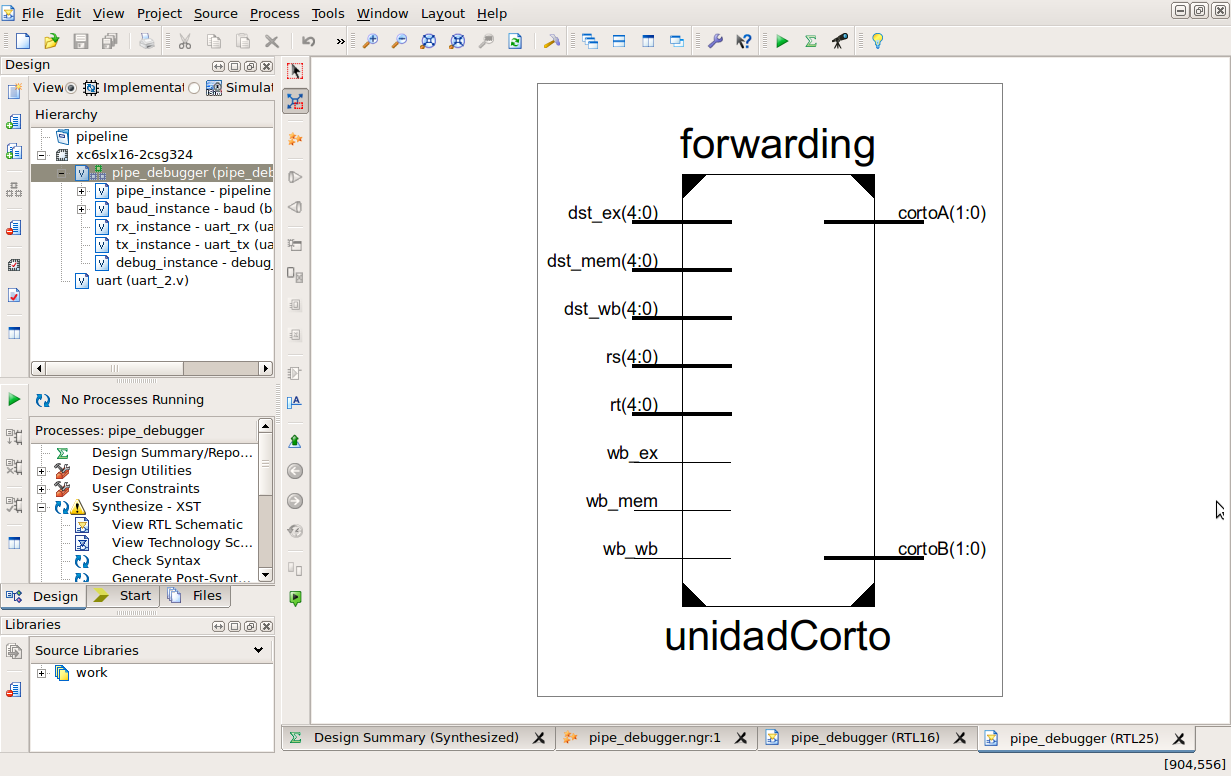 File Edit View Project Source Process Tools Window Layout Help
»
Design
View Implementat Simulat
Hierarchy
pipeline
xc6slx16-2csg324
pipe_debugger (pipe_deb
pipe_instance - pipeline
baud_instance - baud (b
rx_instance - uart_rx (ua
tx_instance - uart_tx (ua
debug_instance - debug_
uart (uart_2.v)
No Processes Running
Processes: pipe_debugger
Design Summary/Repo...
Design Utilities
User Constraints
Synthesize - XST
View RTL Schematic
View Technology Sc...
Check Syntax
Generate Post-Synt...
Design Start Files
Libraries
Source Libraries
work
forwarding
dst_ex(4:0) cortoA(1:0)
dst_mem(4:0)
dst_wb(4:0)
rs(4:0)
rt(4:0)
wb_ex
wb_mem
wb_wb cortoB(1:0)
unidadCorto
Design Summary (Synthesized) pipe_debugger.ngr:1 pipe_debugger (RTL16) pipe_debugger (RTL25)
[904,556]